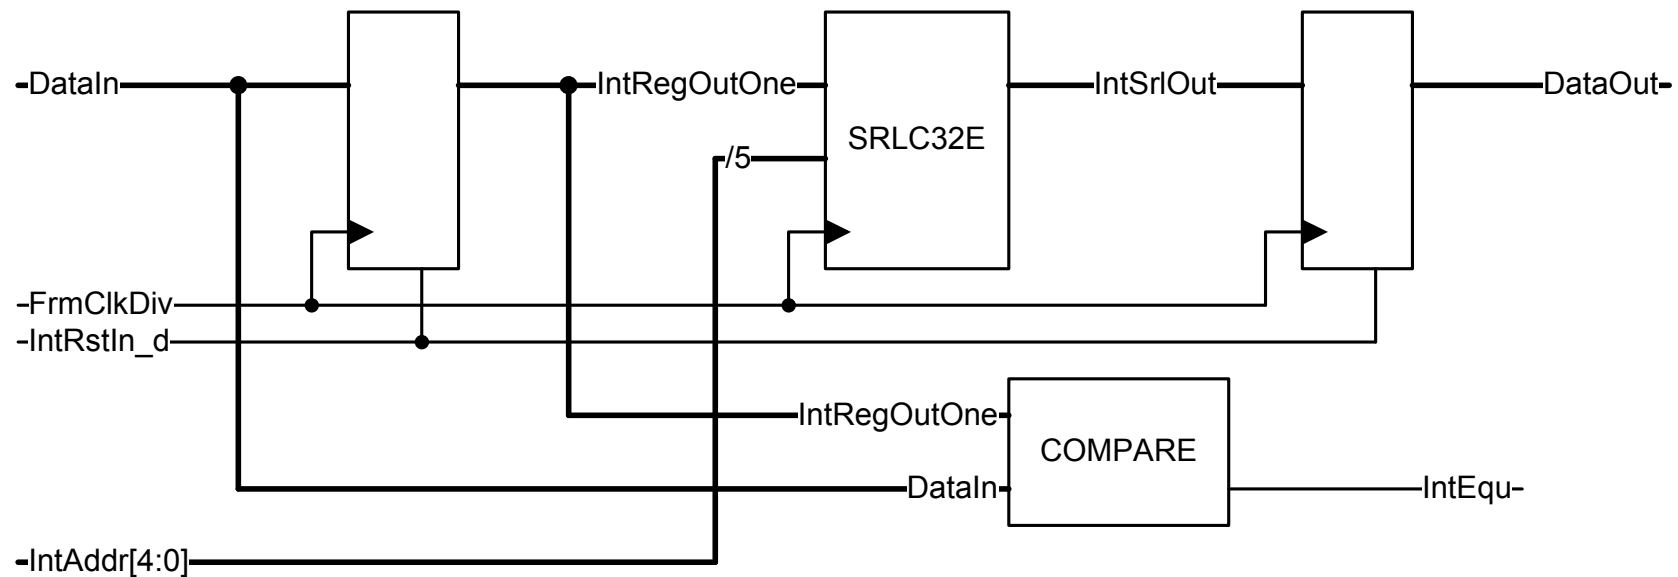 DataIn
IntRegOutOne
IntSrlOut
DataOut
SRLC32E
/5
FrmClkDiv
IntRstIn_d
IntRegOutOne
COMPARE
DataIn
IntEqu
IntAddr[4:0]